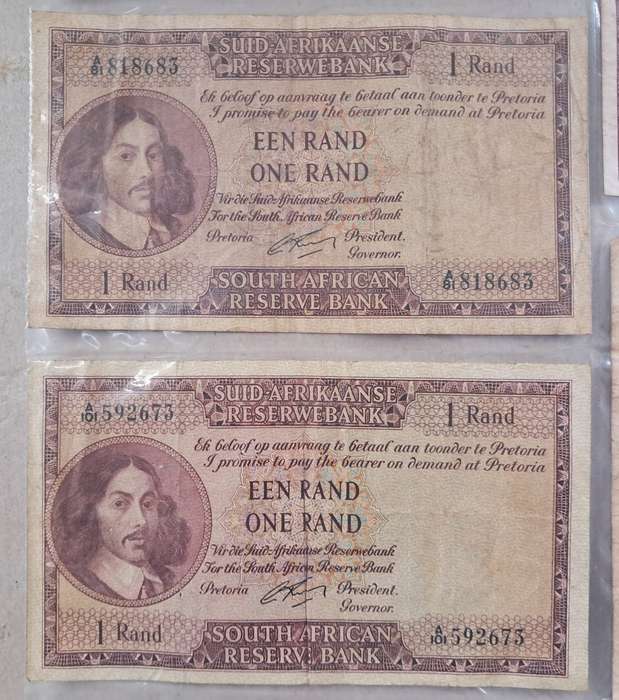 SUID-AFRIKAANSE
RESERWEBANK
A/91 818683
1 Rand
Ek beloof op aanvraag te betaal aan toonder te Pretoria
I promise to pay the bearer on demand at Pretoria
EEN RAND
ONE RAND
Vir die Suid-Afrikaanse Reserwebank
For the South African Reserve Bank
Pretoria
President.
Governor.
1 Rand
SOUTH AFRICAN
RESERVE BANK
A/91 818683
SUID-AFRIKAANSE
RESERWEBANK
A/101 592673
1 Rand
Ek beloof op aanvraag te betaal aan toonder te Pretoria
I promise to pay the bearer on demand at Pretoria
EEN RAND
ONE RAND
Vir die Suid-Afrikaanse Reserwebank
For the South African Reserve Bank
Pretoria
President.
Governor.
1 Rand
SOUTH AFRICAN
RESERVE BANK
A/101 592673